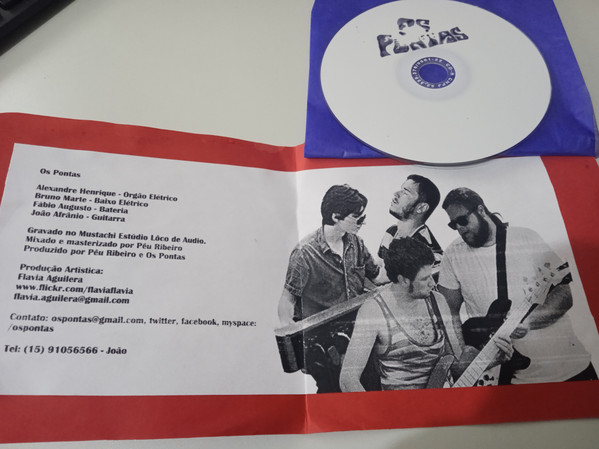 OS
PONTAS
Os Pontas
Alexandre Henrique - Orgão Elétrico
Bruno Marte - Baixo Elétrico
Fábio Augusto - Bateria
João Afrânio - Guitarra
Gravado no Mustachi Estúdio Lôco de Audio.
Mixado e masterizado por Pêu Ribeiro
Produzido por Pêu Ribeiro e Os Pontas
Produção Artistica:
Flavia Aguilera
www.flickr.com/flaviaflavia
flavia.aguilera@gmail.com
Contato: ospontas@gmail.com, twitter, facebook, myspace:
/ospontas
Tel: (15) 91056566 - João